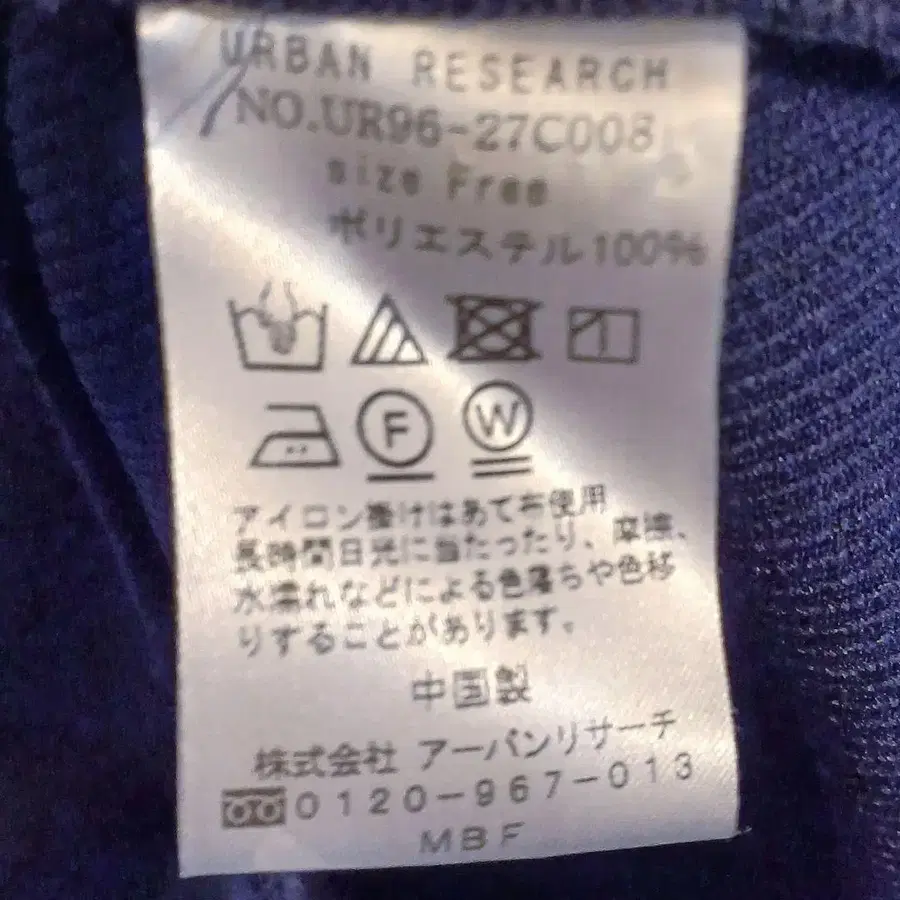 URBAN RESEARCH
NO.UR96-27C008
size Free
ポリエステル100%
F W
アイロン掛けはあて布使用
長時間日光に当たったり、摩擦、
水濡れなどによる色落ちや色移
りすることがあります。
中国製
株式会社 アーバンリサーチ
0120-967-013
MBF